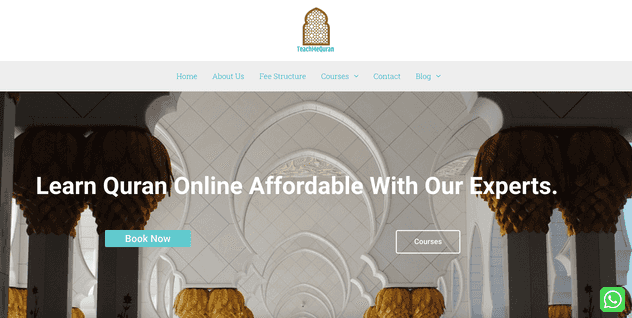 TeachMeQuran
Home About Us Fee Structure Courses Contact Blog
Learn Quran Online Affordable With Our Experts.
Book Now
Courses